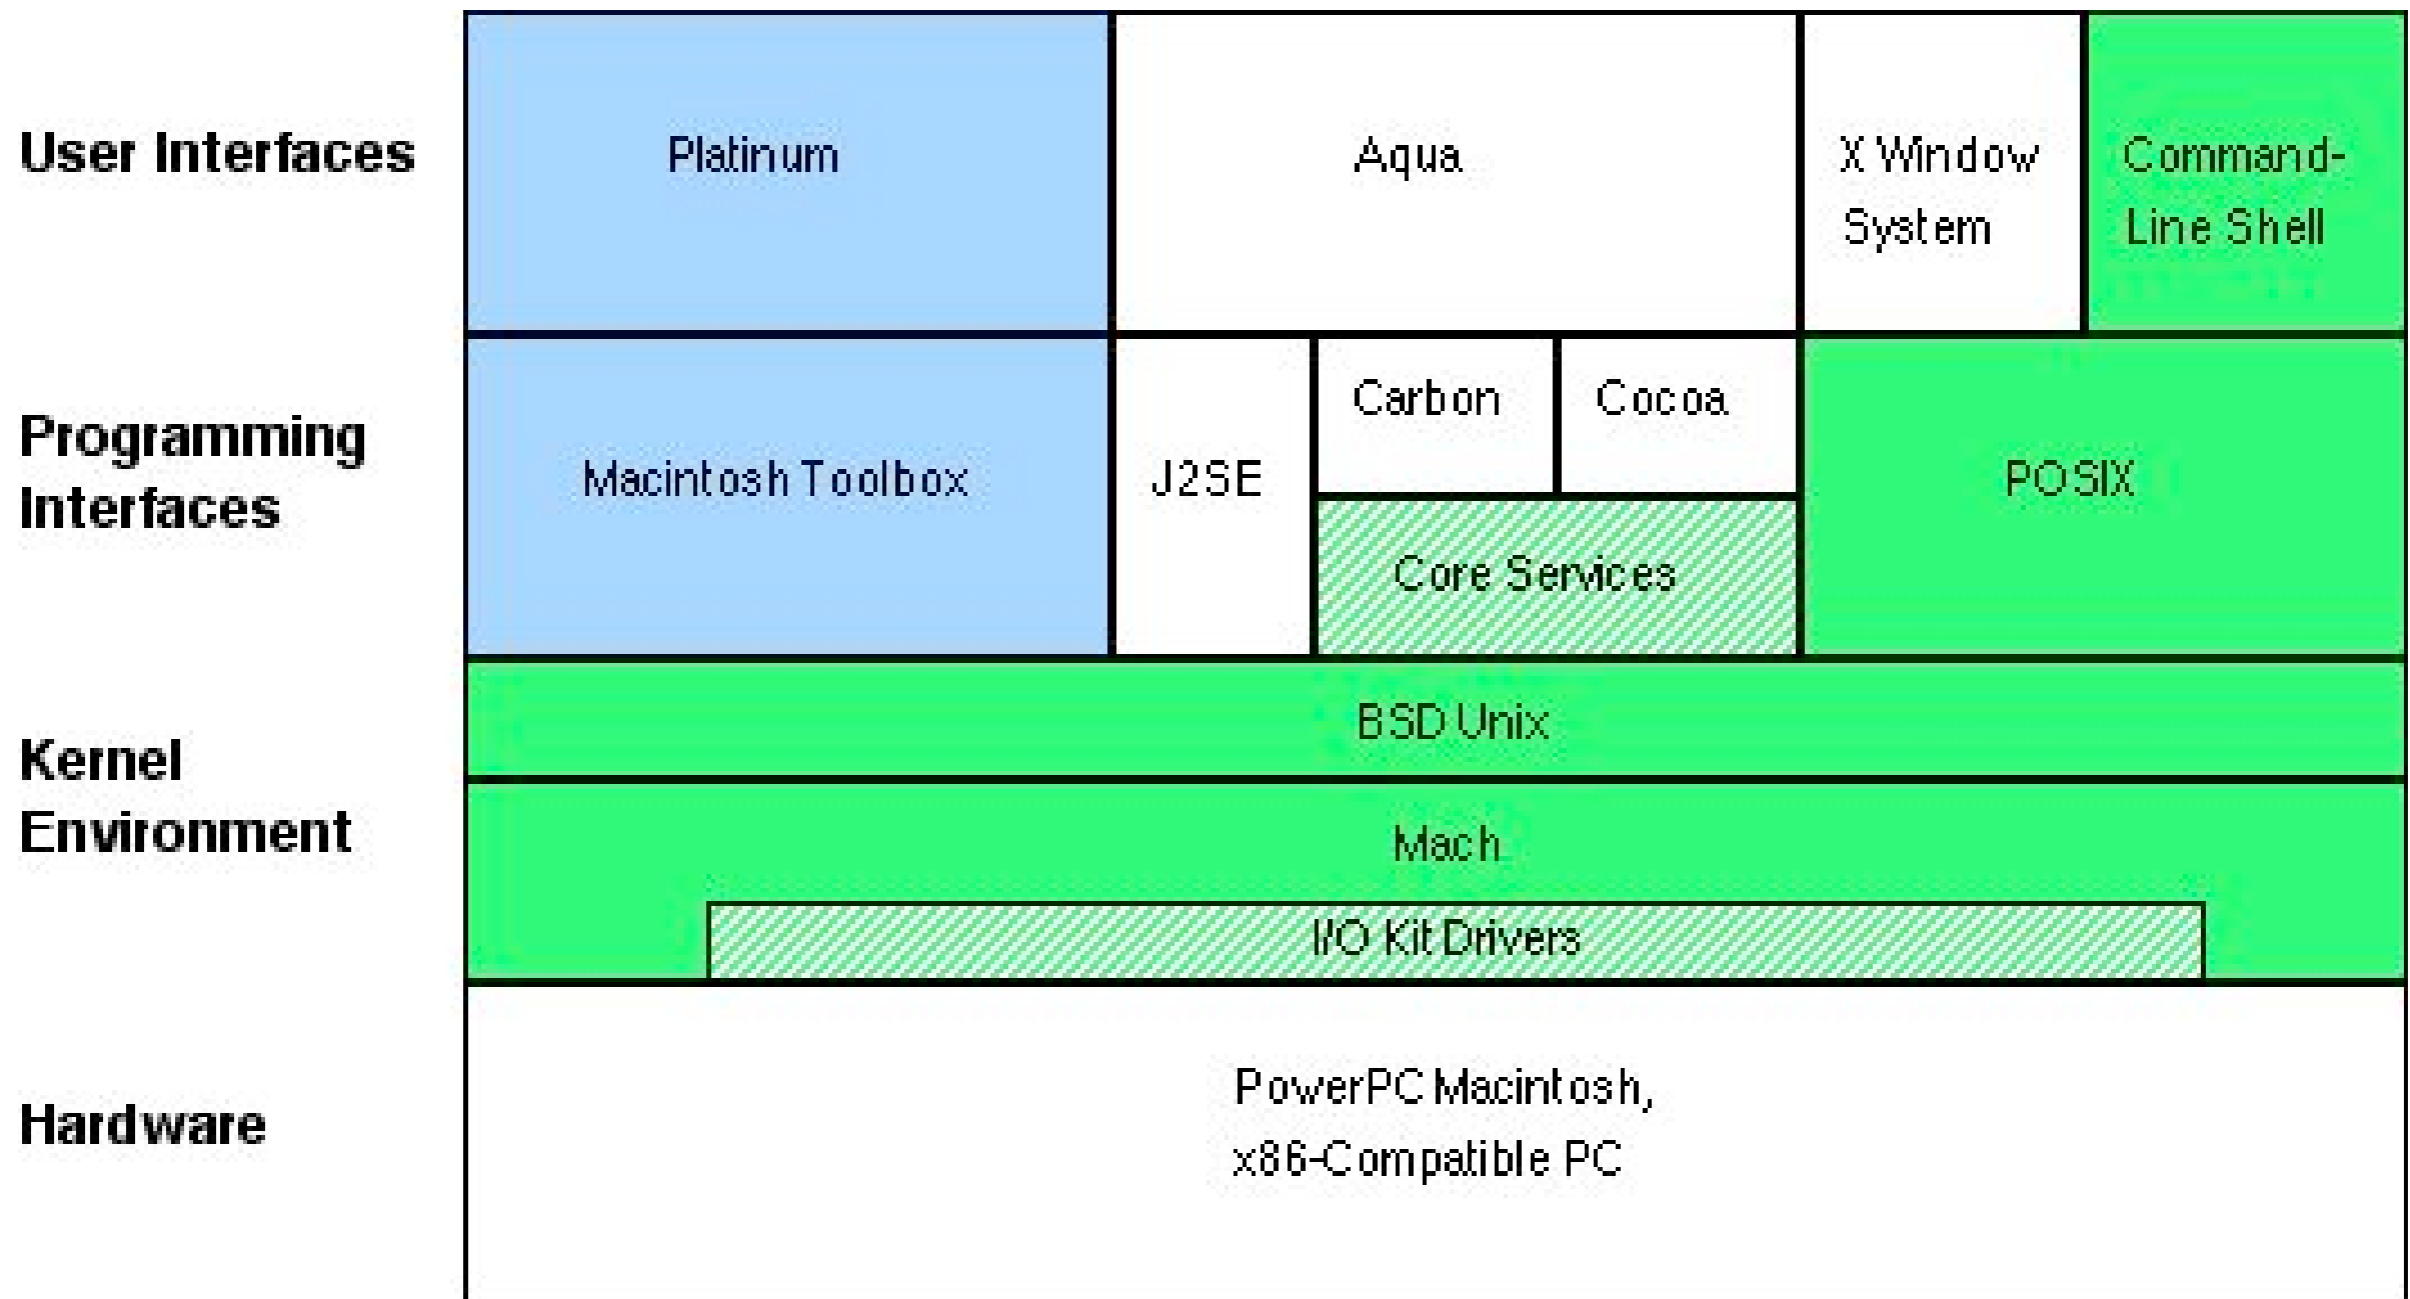 User Interfaces
Platinum
Aqua
X Window
System
Command-
Line Shell
Programming
Interfaces
Macintosh Toolbox
J2SE
Carbon
Cocoa
Core Services
POSIX
Kernel
Environment
BSD Unix
Mach
I/O Kit Drivers
Hardware
PowerPC Macintosh,
x86-Compatible PC